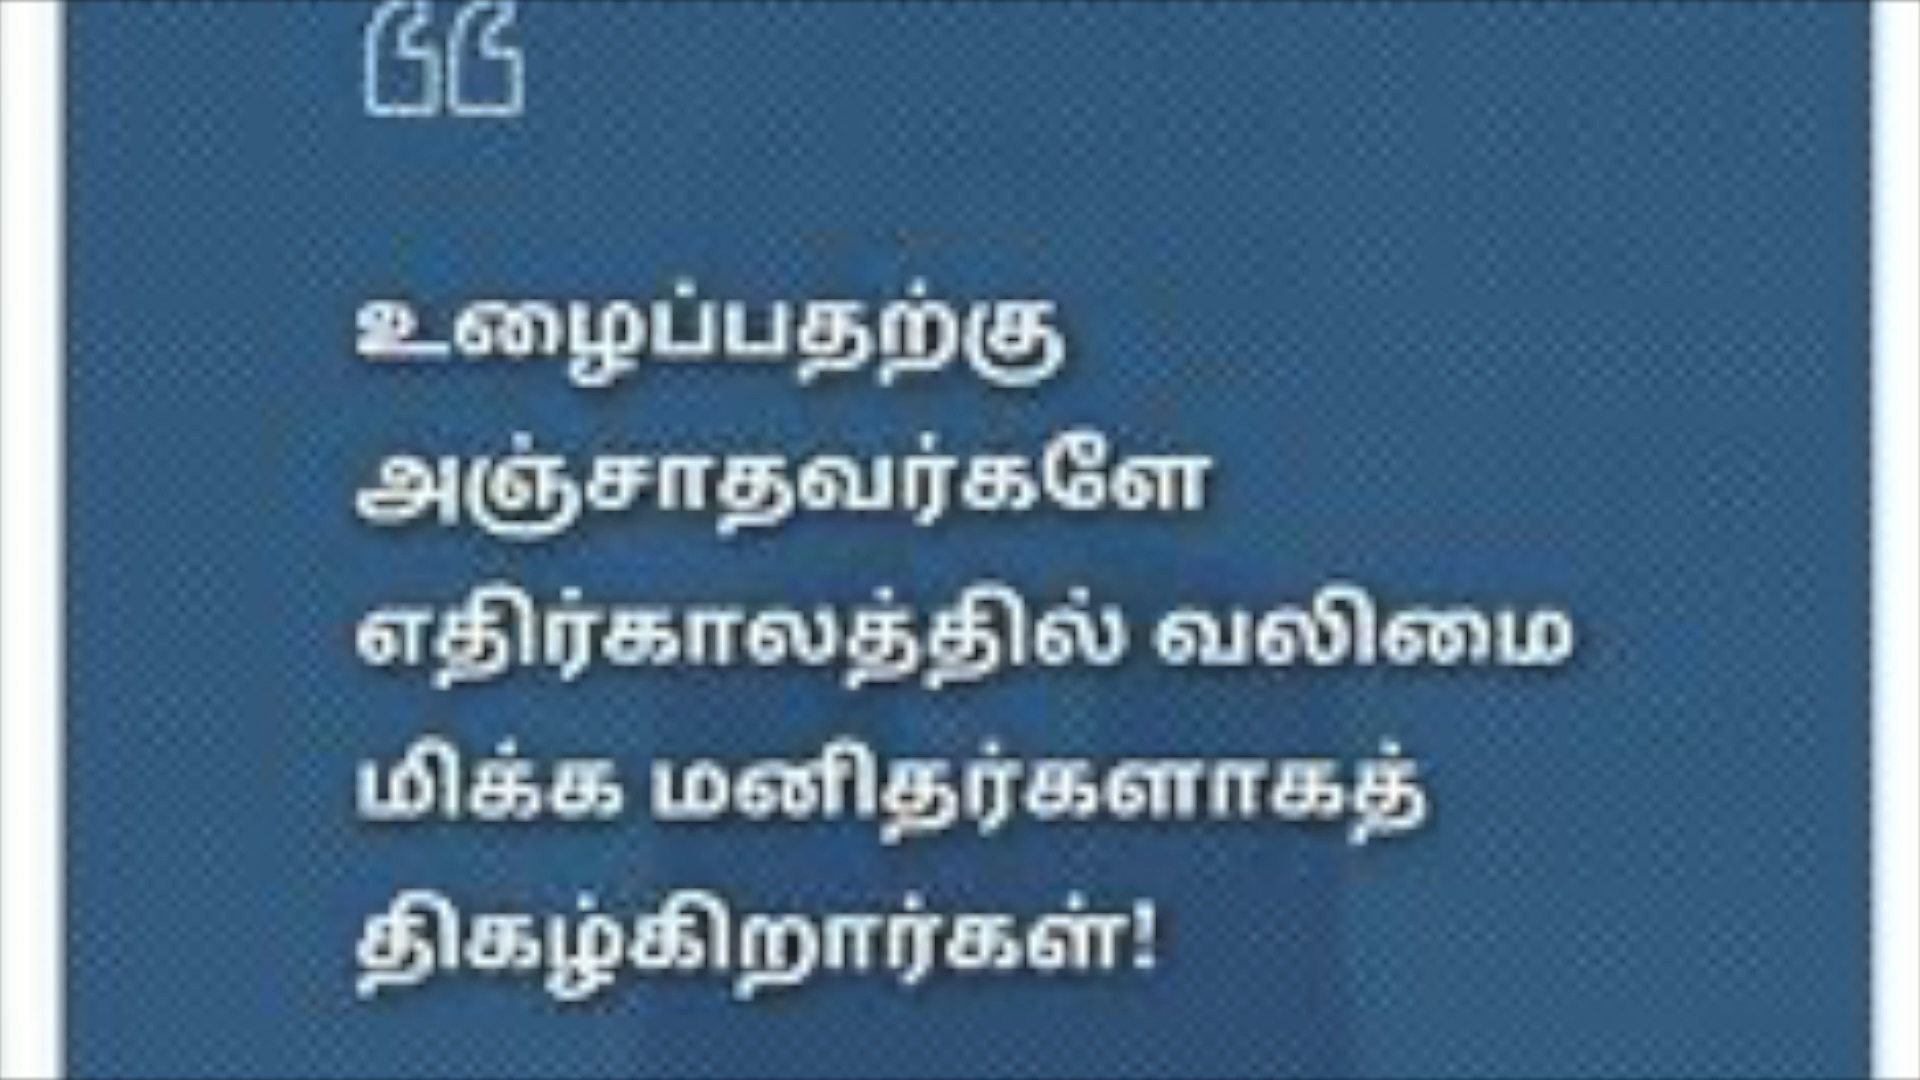 “
உழைப்பதற்கு
அஞ்சாதவர்களே
எதிர்காலத்தில் வலிமை
மிக்க மனிதர்களாகத்
திகழ்கிறார்கள்!